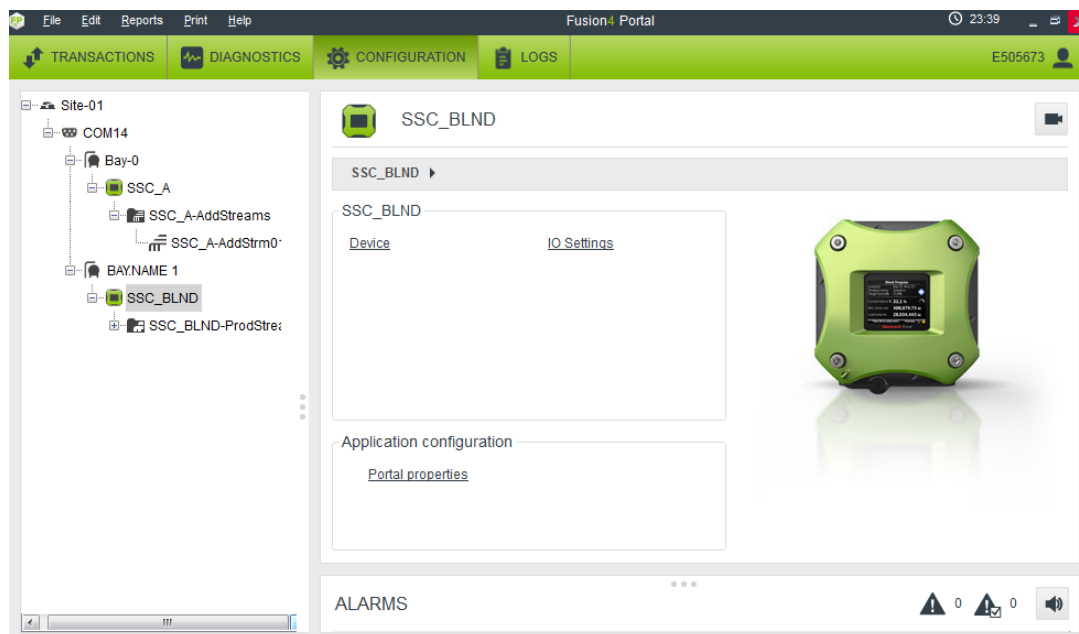 EP File Edit Reports Print Help Fusion4 Portal 23:39
TRANSACTIONS DIAGNOSTICS CONFIGURATION LOGS E505673
Site-01
COM14
Bay-0
SSC_A
SSC_A-AddStreams
SSC_A-AddStrm0
BAY.NAME 1
SSC_BLND
SSC_BLND-ProdStrea
SSC_BLND
SSC_BLND
SSC_BLND
Device IO Settings
Application configuration
Portal properties
ALARMS 0 0